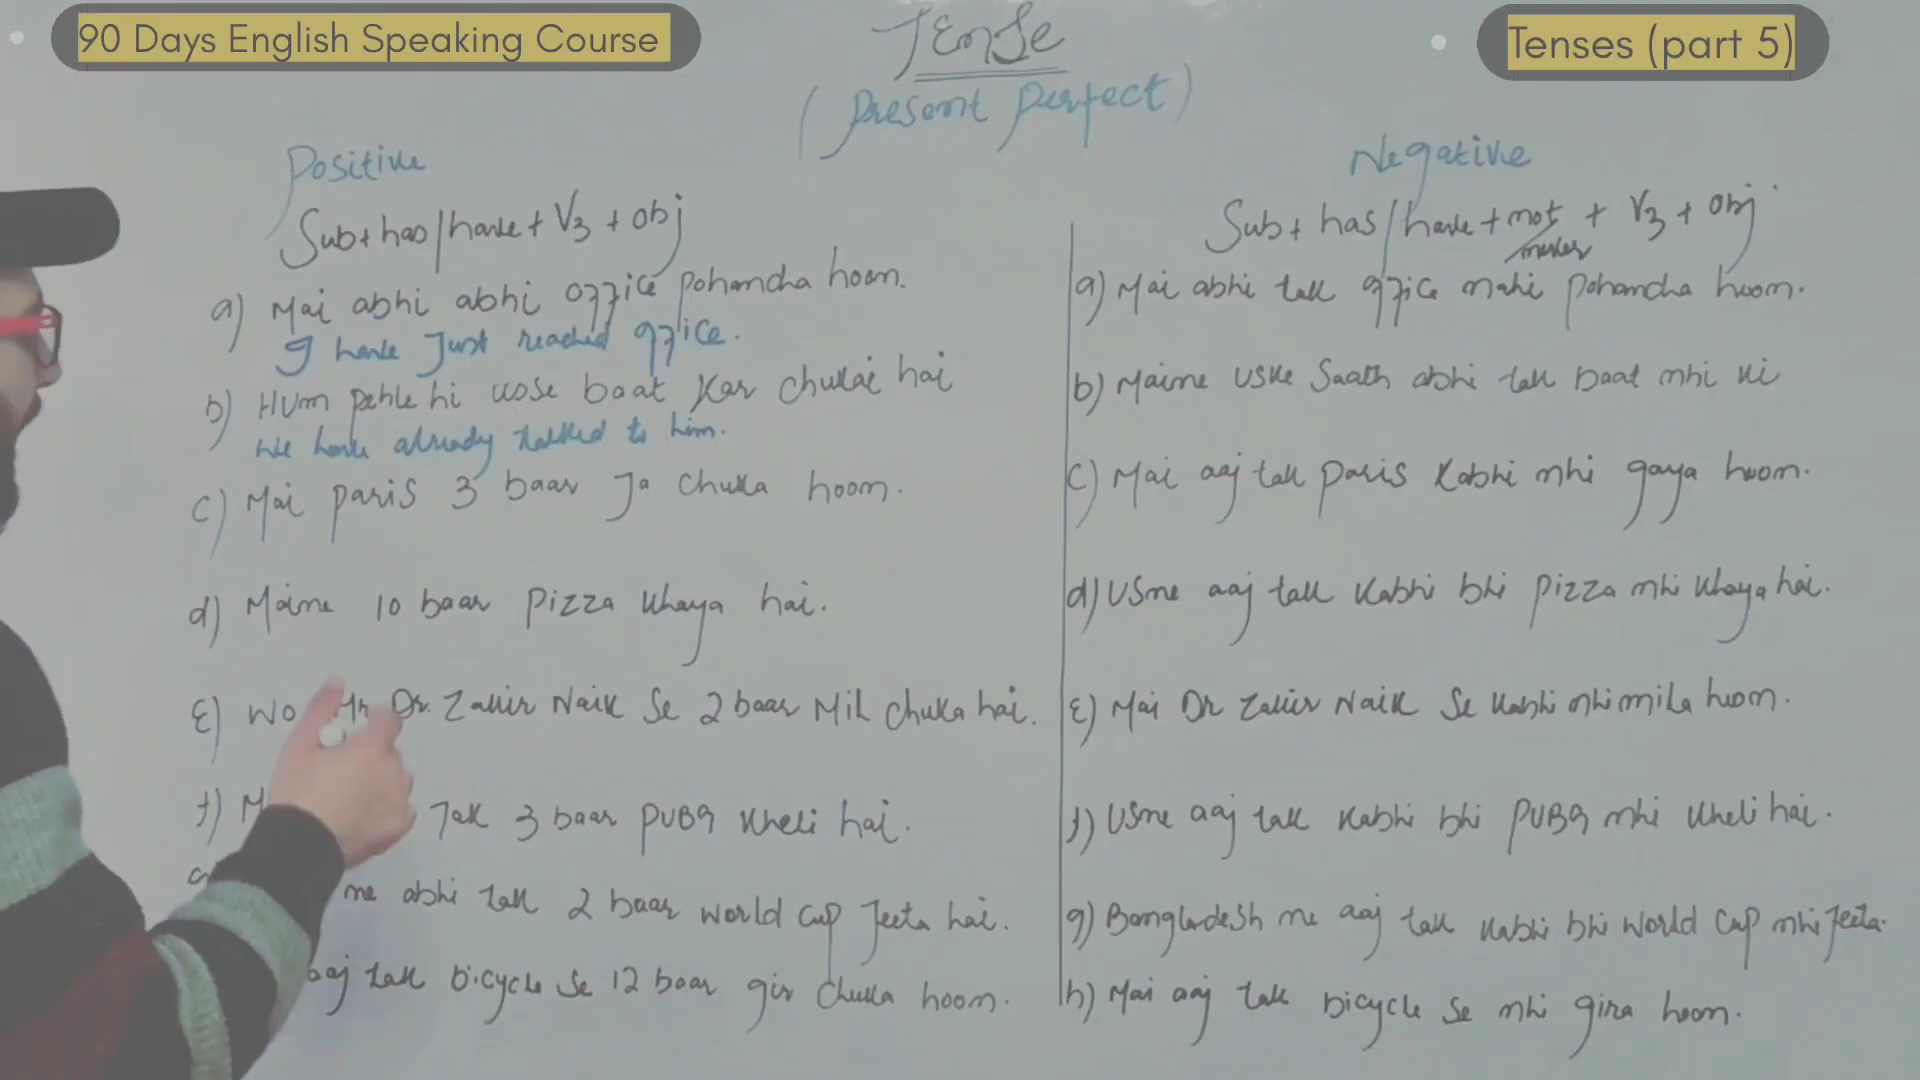 90 Days English Speaking Course
Tenses (part 5)
TENSE
(Present Perfect)
Positive
Sub + has/have + V3 + obj
a) Mai abhi abhi office pohancha hoon.
I have Just reached office.
b) Hum pehle hi usse baat kar chukai hai
We have already talked to him.
c) Mai paris 3 baar Ja chuka hoon.
d) Maine 10 baar pizza khaya hai.
E) Wo Dr. Zakir Naik Se 2 baar Mil chuka hai.
f) Tak 3 baar PUBG kheli hai.
ne abhi tak 2 baar world cup Jeeta hai.
aaj tak bicycle se 12 baar gir chuka hoon.
Negative
Sub + has/have + not/never + V3 + obj
a) Mai abhi tak office nahi pohancha hoon.
b) Maine uske Saath abhi tak baat nhi ki
c) Mai aaj tak paris kabhi nhi gaya hoon.
d) Usne aaj tak kabhi bhi pizza nhi khaya hai.
E) Mai Dr Zakir Naik Se kabhi nhi mila hoon.
f) Usne aaj tak kabhi bhi PUBG nhi kheli hai.
g) Bangladesh ne aaj tak kabhi bhi world cup nhi Jeeta.
h) Mai aaj tak bicycle se nhi gira hoon.